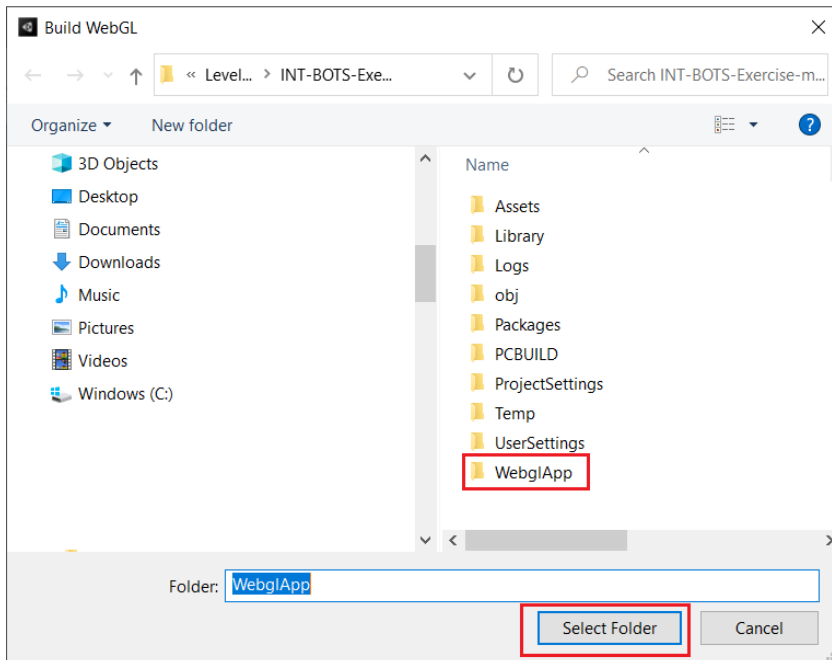 Build WebGL
« Level... > INT-BOTS-Exe...
Search INT-BOTS-Exercise-m...
Organize
New folder
?
3D Objects
Desktop
Documents
Downloads
Music
Pictures
Videos
Windows (C:)
Name
Assets
Library
Logs
obj
Packages
PCBUILD
ProjectSettings
Temp
UserSettings
WebglApp
Folder: WebglApp
Select Folder
Cancel